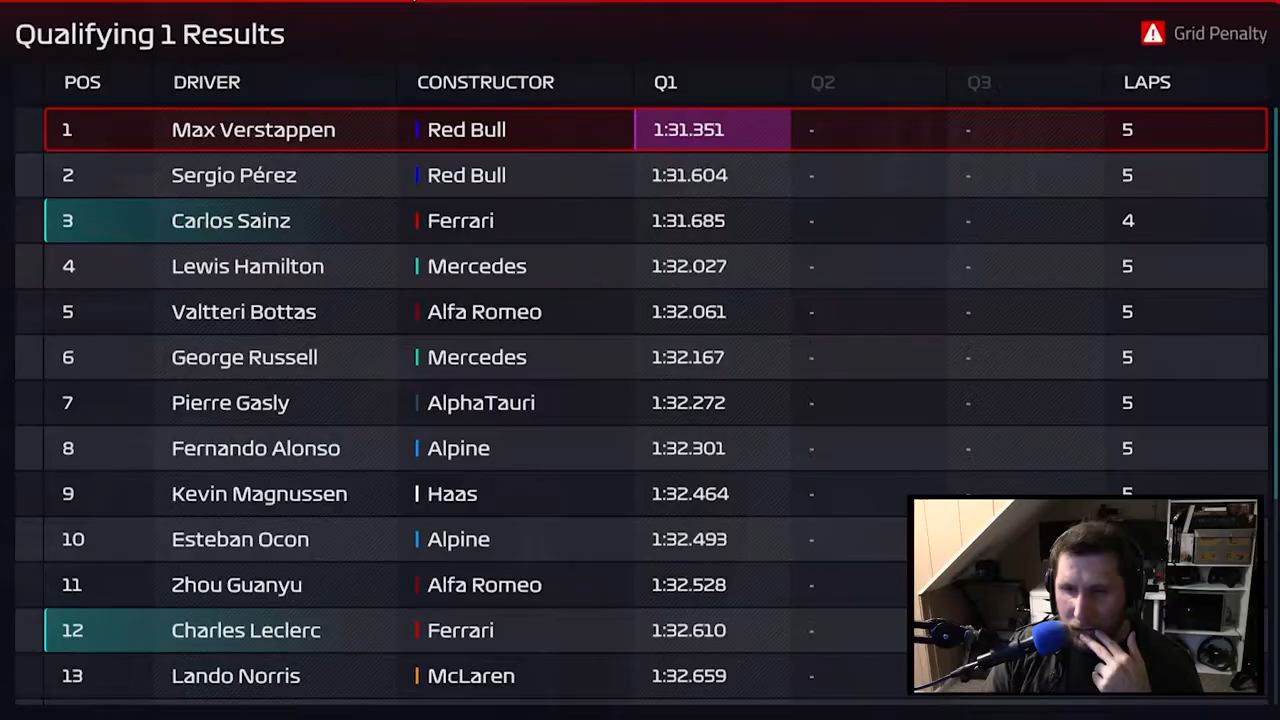 Qualifying 1 Results
Grid Penalty
POS DRIVER CONSTRUCTOR Q1 Q2 Q3 LAPS
1 Max Verstappen Red Bull 1:31.351 - - 5
2 Sergio Pérez Red Bull 1:31.604 - - 5
3 Carlos Sainz Ferrari 1:31.685 - - 4
4 Lewis Hamilton Mercedes 1:32.027 - - 5
5 Valtteri Bottas Alfa Romeo 1:32.061 - - 5
6 George Russell Mercedes 1:32.167 - - 5
7 Pierre Gasly AlphaTauri 1:32.272 - - 5
8 Fernando Alonso Alpine 1:32.301 - - 5
9 Kevin Magnussen Haas 1:32.464 - - 5
10 Esteban Ocon Alpine 1:32.493 -
11 Zhou Guanyu Alfa Romeo 1:32.528 -
12 Charles Leclerc Ferrari 1:32.610 -
13 Lando Norris McLaren 1:32.659 -